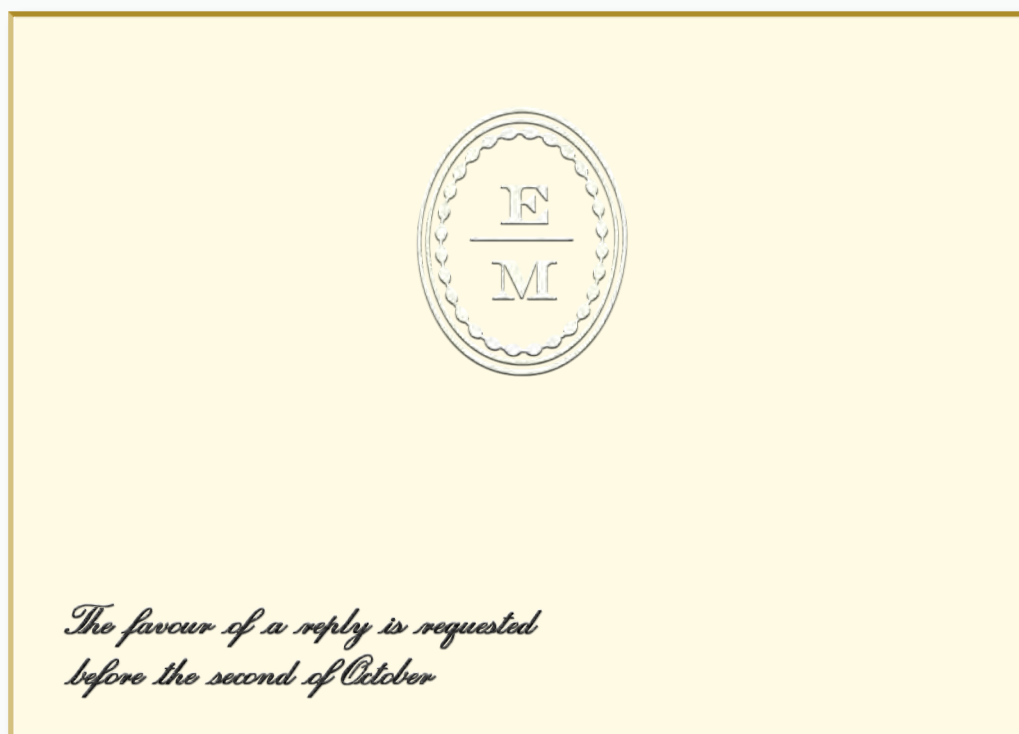 E
M
The favour of a reply is requested
before the second of October